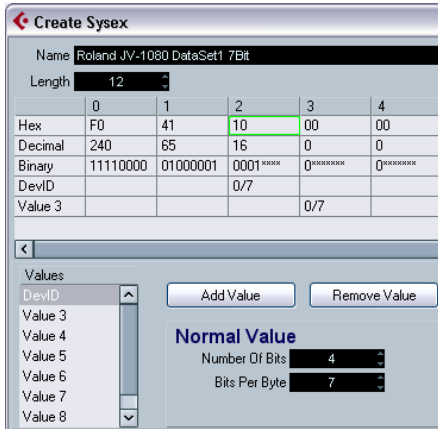 Create Sysex
Name Roland JV-1080 DataSet1 7Bit
Length 12
0 1 2 3 4
Hex F0 41 10 00 00
Decimal 240 65 16 0 0
Binary 11110000 01000001 0001**** 0******* 0*******
DevID 0/7
Value 3 0/7
Values
DevID
Value 3
Value 4
Value 5
Value 6
Value 7
Value 8
Add Value Remove Value
Normal Value
Number Of Bits 4
Bits Per Byte 7